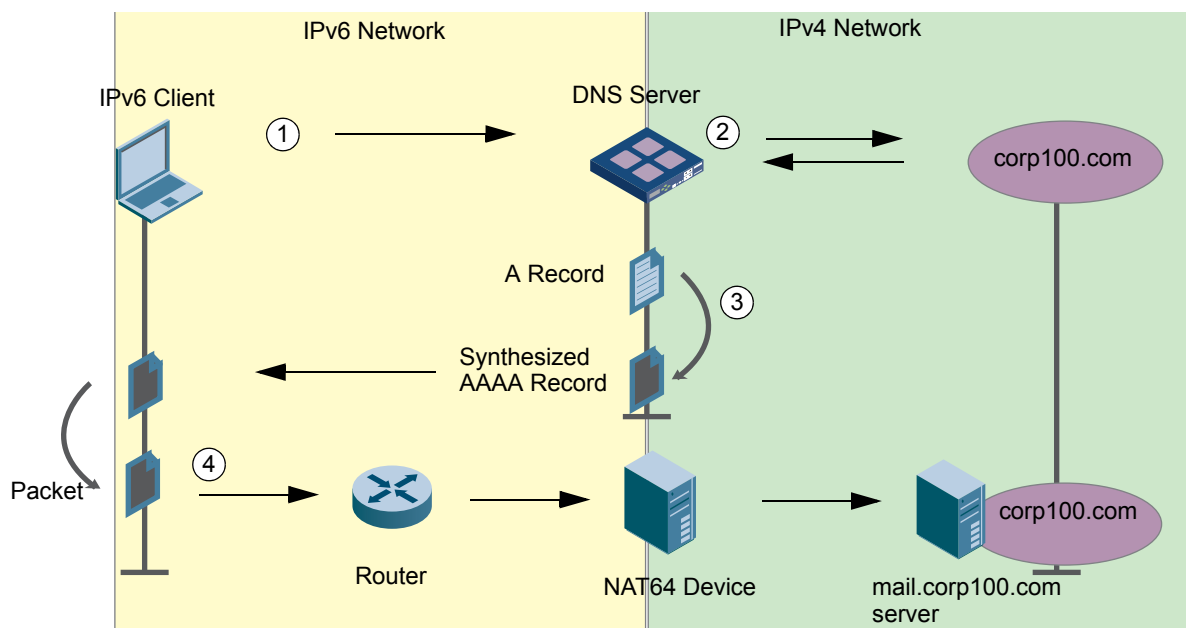 IPv6 Network
IPv4 Network
IPv6 Client
DNS Server
1
2
corp100.com
A Record
3
Synthesized
AAAA Record
4
Packet
corp100.com
Router
NAT64 Device
mail.corp100.com
server